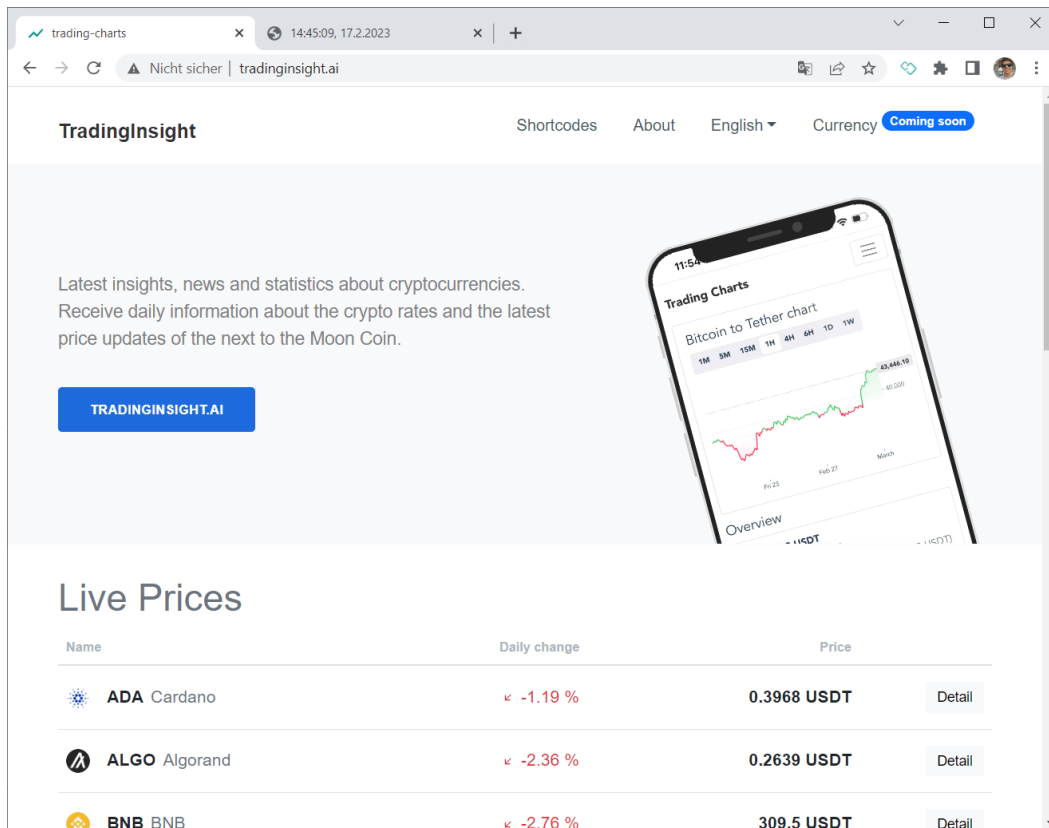 trading-charts
14:45:09, 17.2.2023
Nicht sicher | tradinginsight.ai
TradingInsight
Shortcodes About English Currency Coming soon
Latest insights, news and statistics about cryptocurrencies.
Receive daily information about the crypto rates and the latest
price updates of the next to the Moon Coin.
TRADINGINSIGHT.AI
11:54
Trading Charts
Bitcoin to Tether chart
1M 5M 15M 1H 4H 6H 1D 1W
43,446.10
40,000
Fri 25 Feb 27 March
Overview
USDT
USDT)
Live Prices
Name Daily change Price
ADA Cardano -1.19 % 0.3968 USDT Detail
ALGO Algorand -2.36 % 0.2639 USDT Detail
BNB BNB -2.76 % 309.5 USDT Detail